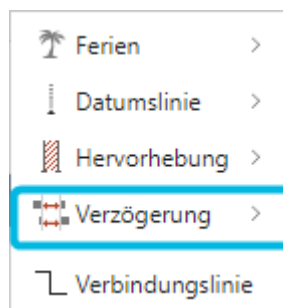 Ferien
Datumslinie
Hervorhebung
Verzögerung
Verbindungslinie